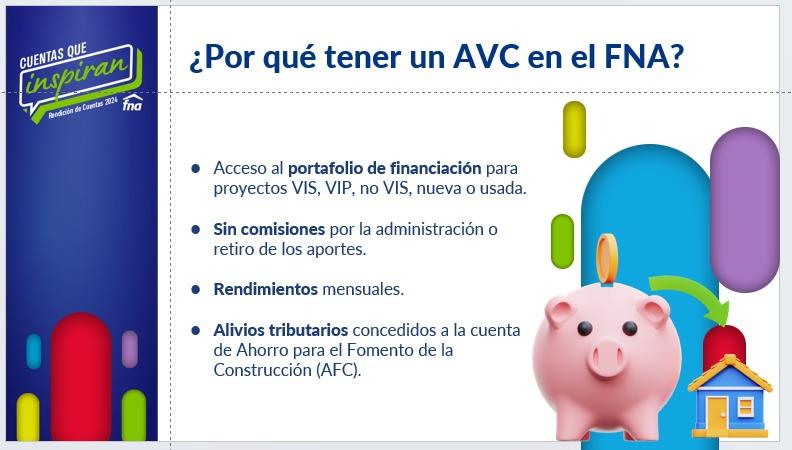 CUENTAS QUE
inspiran
Rendición de Cuentas 2024
fna
¿Por qué tener un AVC en el FNA?
● Acceso al portafolio de financiación para
proyectos VIS, VIP, no VIS, nueva o usada.
● Sin comisiones por la administración o
retiro de los aportes.
● Rendimientos mensuales.
● Alivios tributarios concedidos a la cuenta
de Ahorro para el Fomento de la
Construcción (AFC).